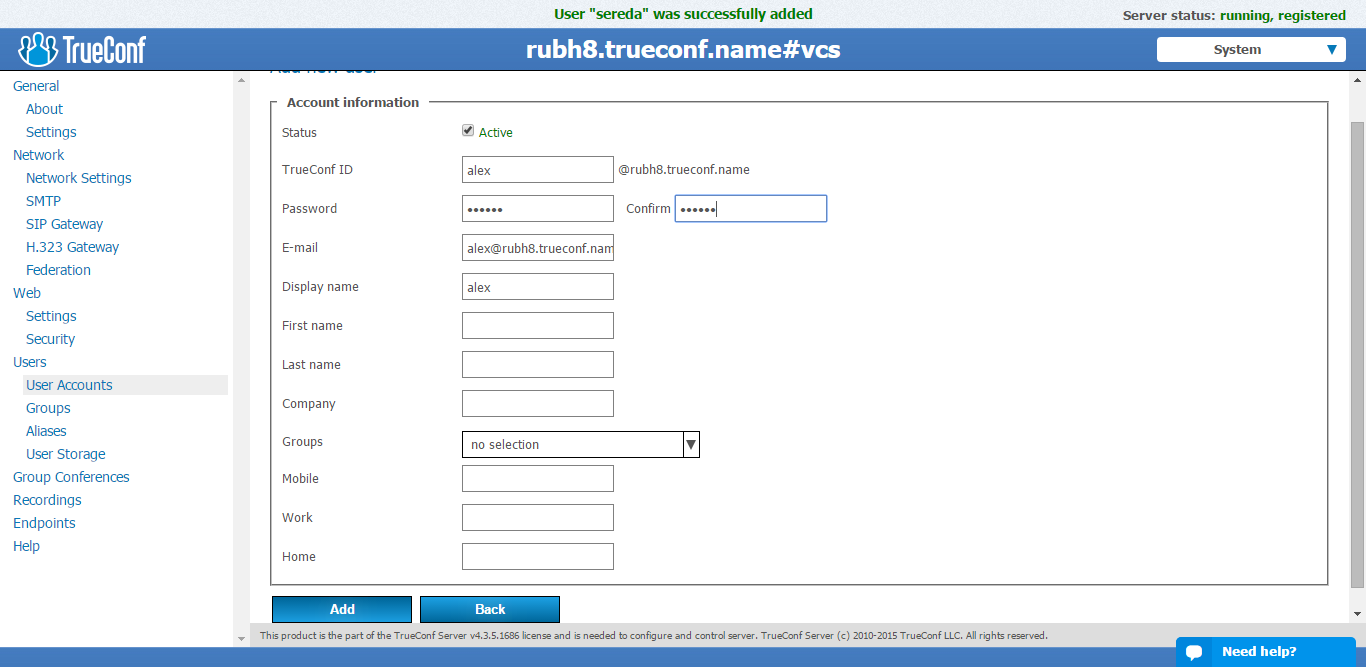 User "sereda" was successfully added
Server status: running, registered
TrueConf
rubh8.trueconf.name#vcs
System
General
About
Settings
Network
Network Settings
SMTP
SIP Gateway
H.323 Gateway
Federation
Web
Settings
Security
Users
User Accounts
Groups
Aliases
User Storage
Group Conferences
Recordings
Endpoints
Help
Add new user
Account information
Status Active
TrueConf ID alex @rubh8.trueconf.name
Password •••••• Confirm ••••••
E-mail alex@rubh8.trueconf.nam
Display name alex
First name
Last name
Company
Groups no selection
Mobile
Work
Home
Add Back
This product is the part of the TrueConf Server v4.3.5.1686 license and is needed to configure and control server. TrueConf Server (c) 2010-2015 TrueConf LLC. All rights reserved.
Need help?